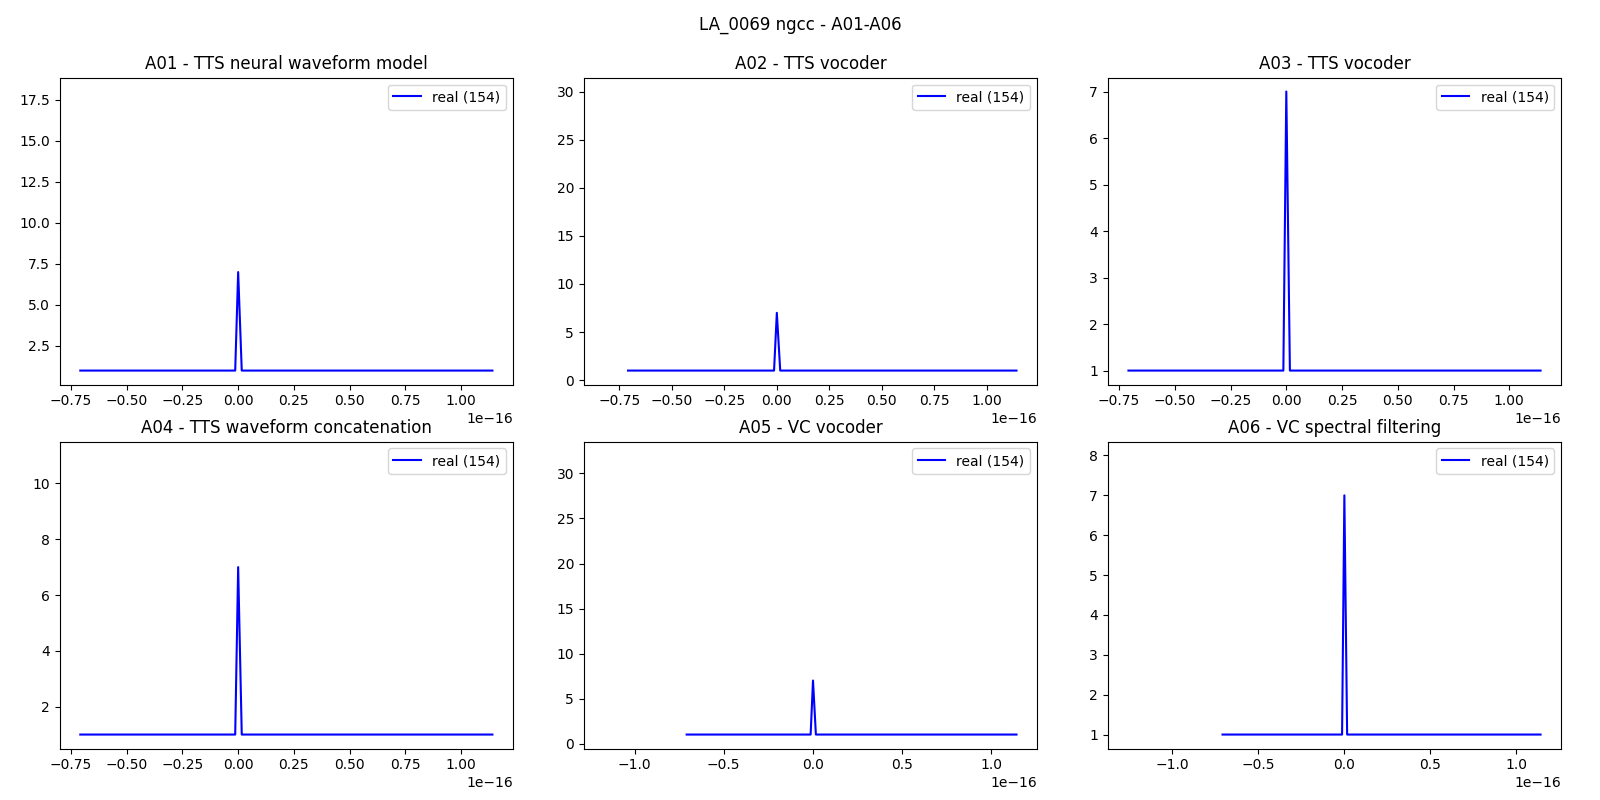 LA_0069 ngcc - A01-A06
A01 - TTS neural waveform model
real (154)
17.5
15.0
12.5
10.0
7.5
5.0
2.5
−0.75 −0.50 −0.25 0.00 0.25 0.50 0.75 1.00
1e−16
A02 - TTS vocoder
real (154)
30
25
20
15
10
5
0
−0.75 −0.50 −0.25 0.00 0.25 0.50 0.75 1.00
1e−16
A03 - TTS vocoder
real (154)
7
6
5
4
3
2
1
−0.75 −0.50 −0.25 0.00 0.25 0.50 0.75 1.00
1e−16
A04 - TTS waveform concatenation
real (154)
10
8
6
4
2
−0.75 −0.50 −0.25 0.00 0.25 0.50 0.75 1.00
1e−16
A05 - VC vocoder
real (154)
30
25
20
15
10
5
0
−1.0 −0.5 0.0 0.5 1.0
1e−16
A06 - VC spectral filtering
real (154)
8
7
6
5
4
3
2
1
−1.0 −0.5 0.0 0.5 1.0
1e−16